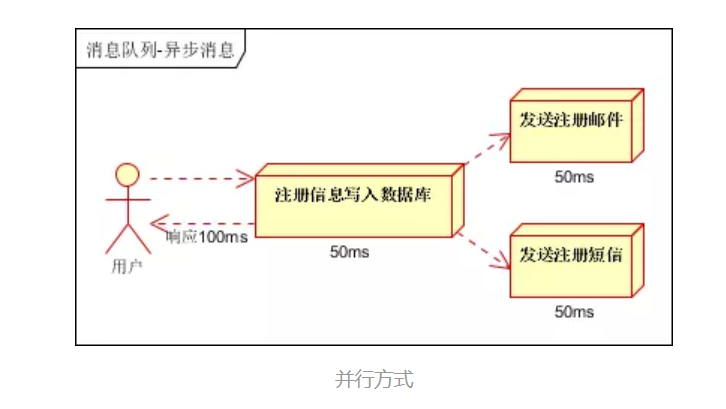 消息队列-异步消息
发送注册邮件
50ms
注册信息写入数据库
响应100ms
50ms
用户
发送注册短信
50ms
并行方式